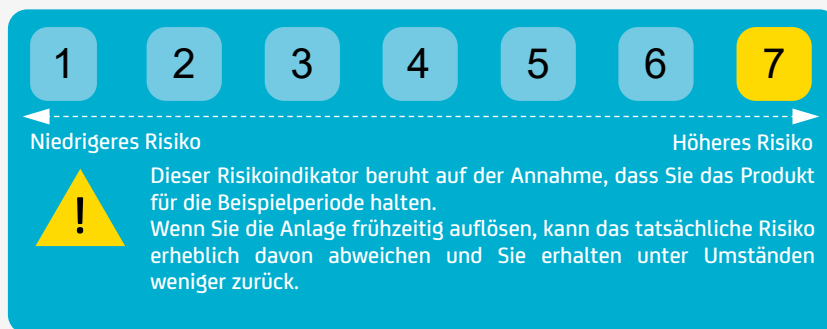 1 2 3 4 5 6 7
Niedrigeres Risiko Höheres Risiko
!
Dieser Risikoindikator beruht auf der Annahme, dass Sie das Produkt
für die Beispielperiode halten.
Wenn Sie die Anlage frühzeitig auflösen, kann das tatsächliche Risiko
erheblich davon abweichen und Sie erhalten unter Umständen
weniger zurück.